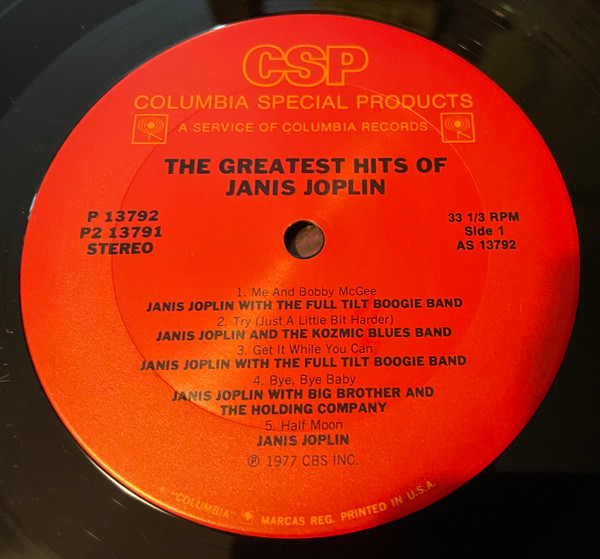 CSP
COLUMBIA SPECIAL PRODUCTS
A SERVICE OF COLUMBIA RECORDS
THE GREATEST HITS OF
JANIS JOPLIN
P 13792
P2 13791
STEREO
33 1/3 RPM
Side 1
AS 13792
1. Me And Bobby McGee
JANIS JOPLIN WITH THE FULL TILT BOOGIE BAND
2. Try (Just A Little Bit Harder)
JANIS JOPLIN AND THE KOZMIC BLUES BAND
3. Get It While You Can
JANIS JOPLIN WITH THE FULL TILT BOOGIE BAND
4. Bye, Bye Baby
JANIS JOPLIN WITH BIG BROTHER AND
THE HOLDING COMPANY
5. Half Moon
JANIS JOPLIN
℗ 1977 CBS INC.
"COLUMBIA" MARCAS REG. PRINTED IN U.S.A.